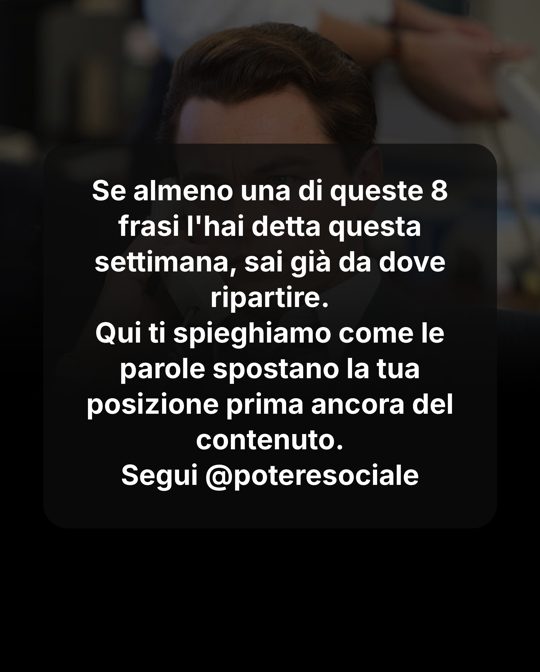 Se almeno una di queste 8
frasi l'hai detta questa
settimana, sai già da dove
ripartire.
Qui ti spieghiamo come le
parole spostano la tua
posizione prima ancora del
contenuto.
Segui @poteresociale